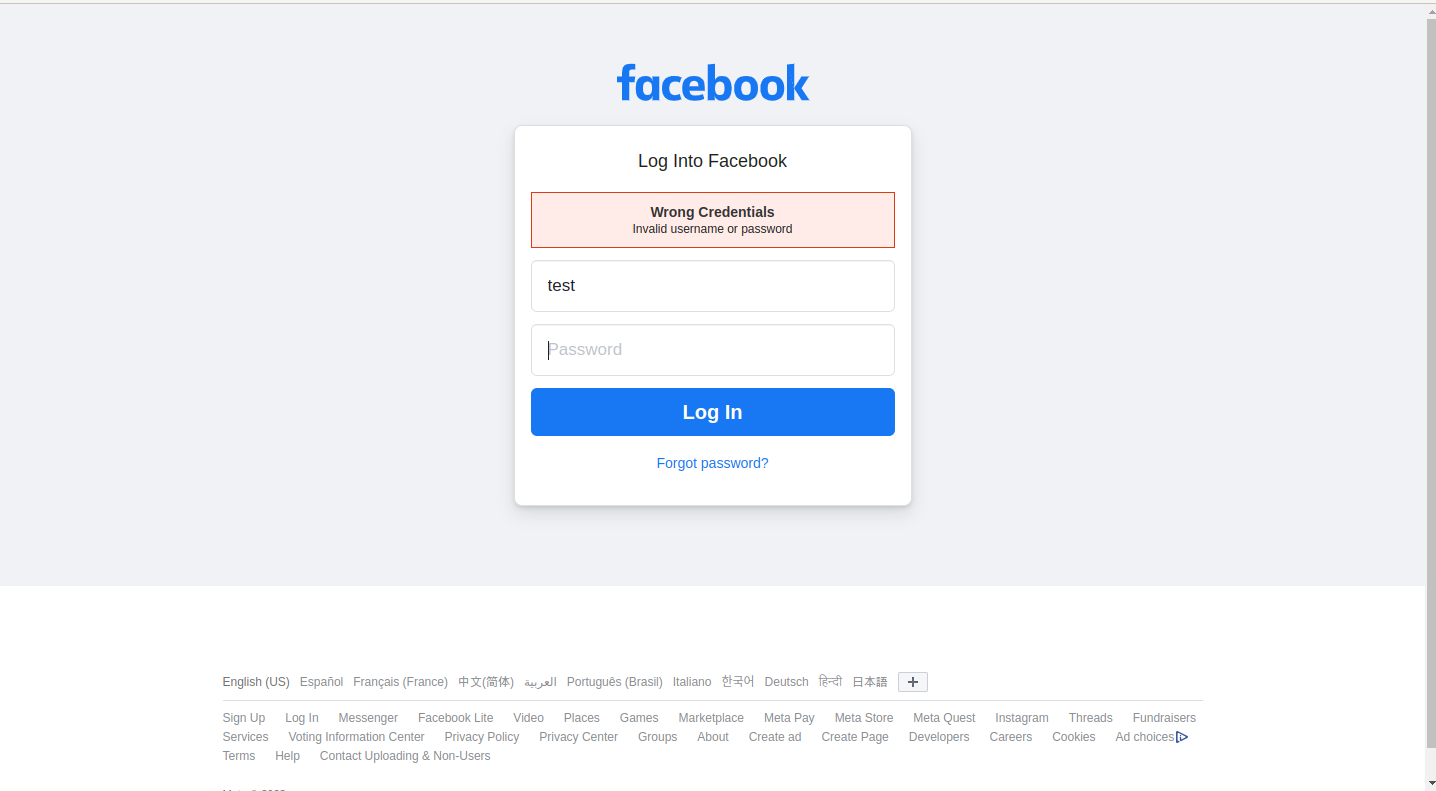 facebook
Log Into Facebook
Wrong Credentials
Invalid username or password
test
Password
Log In
Forgot password?
English (US) Español Français (France) 中文(简体) العربية Português (Brasil) Italiano 한국어 Deutsch हिन्दी 日本語
Sign Up Log In Messenger Facebook Lite Video Places Games Marketplace Meta Pay Meta Store Meta Quest Instagram Threads Fundraisers
Services Voting Information Center Privacy Policy Privacy Center Groups About Create ad Create Page Developers Careers Cookies Ad choices
Terms Help Contact Uploading & Non-Users